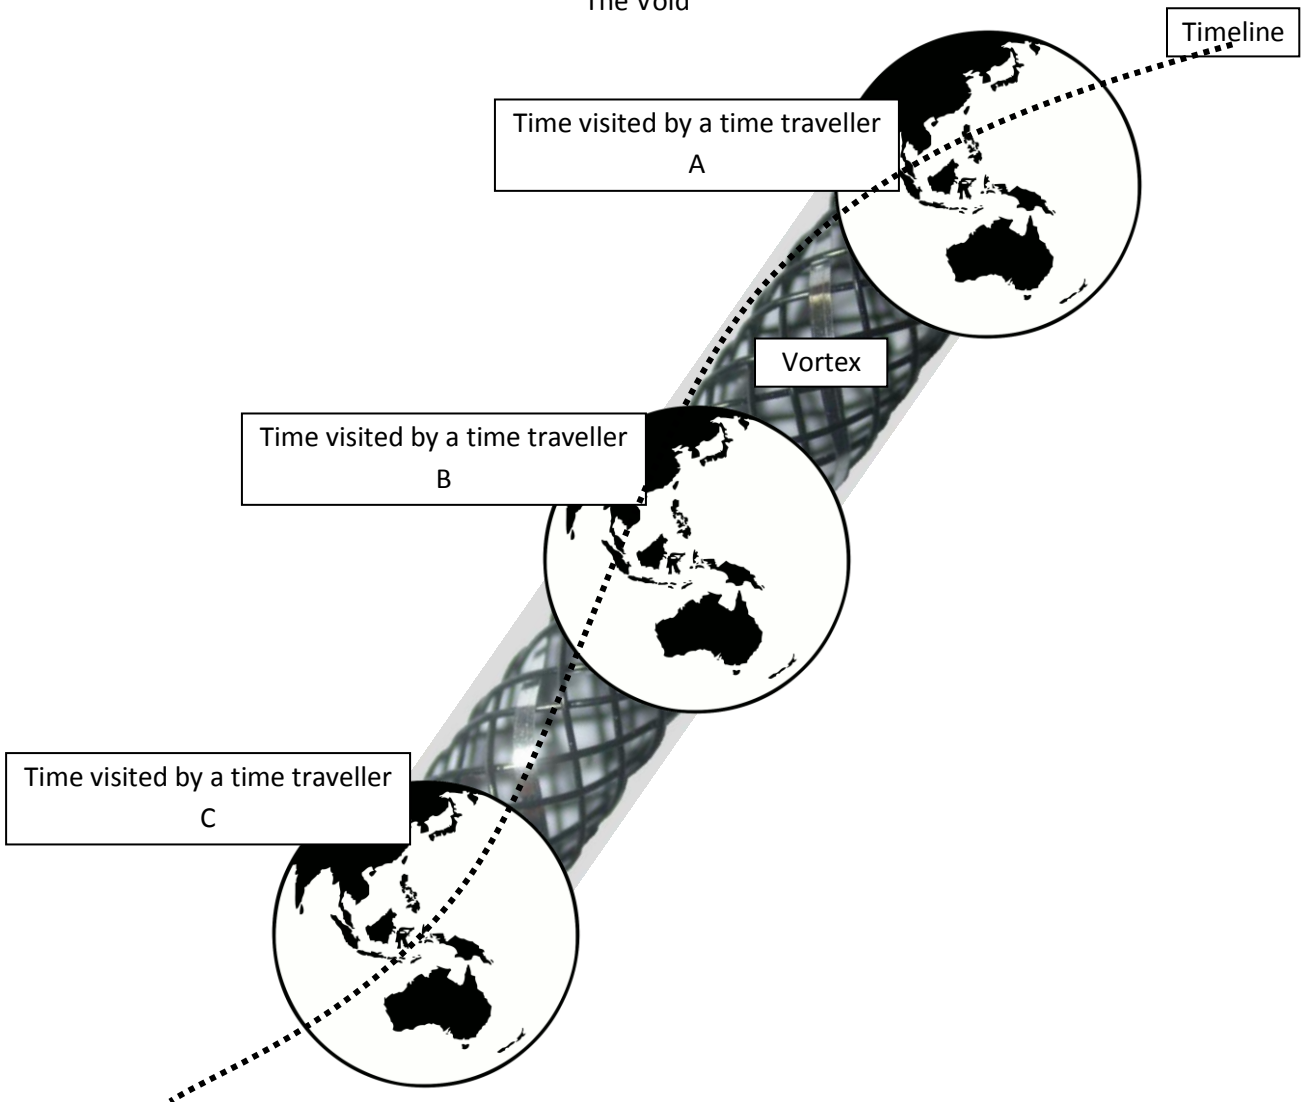 The Void
Timeline
Time visited by a time traveller
A
Vortex
Time visited by a time traveller
B
Time visited by a time traveller
C